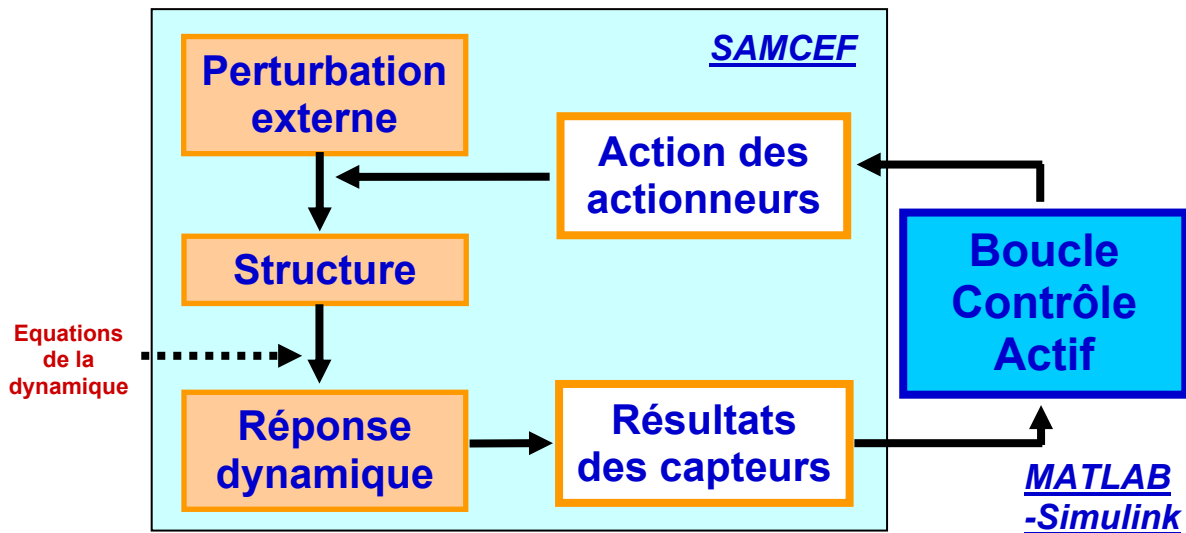 SAMCEF
Perturbation
externe
Action des
actionneurs
Structure
Boucle
Contrôle
Actif
Equations
de la
dynamique
Réponse
dynamique
Résultats
des capteurs
MATLAB
-Simulink